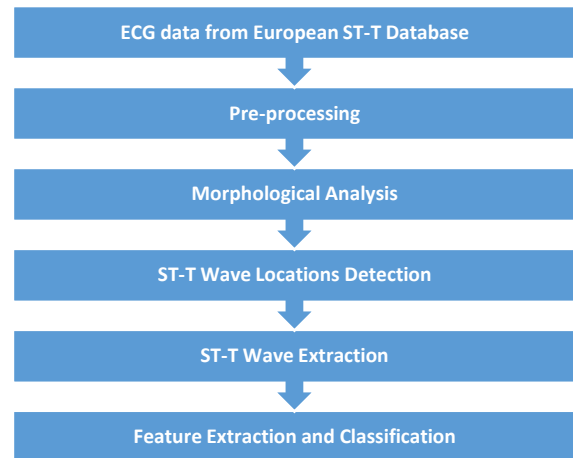 ECG data from European ST-T Database
Pre-processing
Morphological Analysis
ST-T Wave Locations Detection
ST-T Wave Extraction
Feature Extraction and Classification